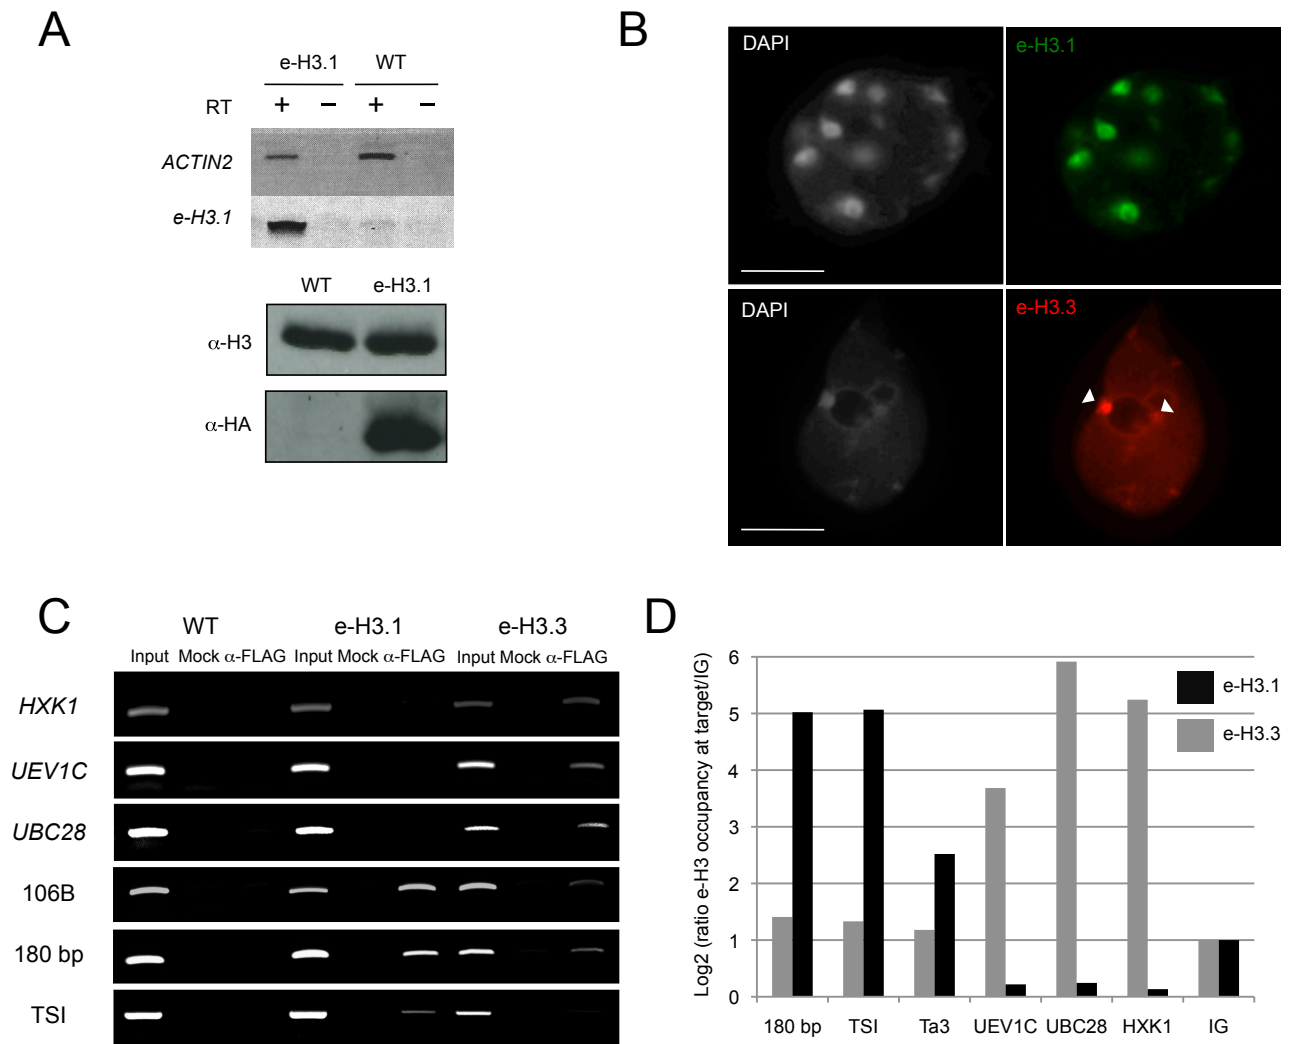 A
e-H3.1 WT
RT + − + −
ACTIN2
e-H3.1
WT e-H3.1
α-H3
α-HA
B
DAPI
e-H3.1
DAPI
e-H3.3
C
WT e-H3.1 e-H3.3
Input Mock α-FLAG Input Mock α-FLAG Input Mock α-FLAG
HXK1
UEV1C
UBC28
106B
180 bp
TSI
D
Log2 (ratio e-H3 occupancy at target/IG)
6
5
4
3
2
1
0
e-H3.1
e-H3.3
180 bp TSI Ta3 UEV1C UBC28 HXK1 IG